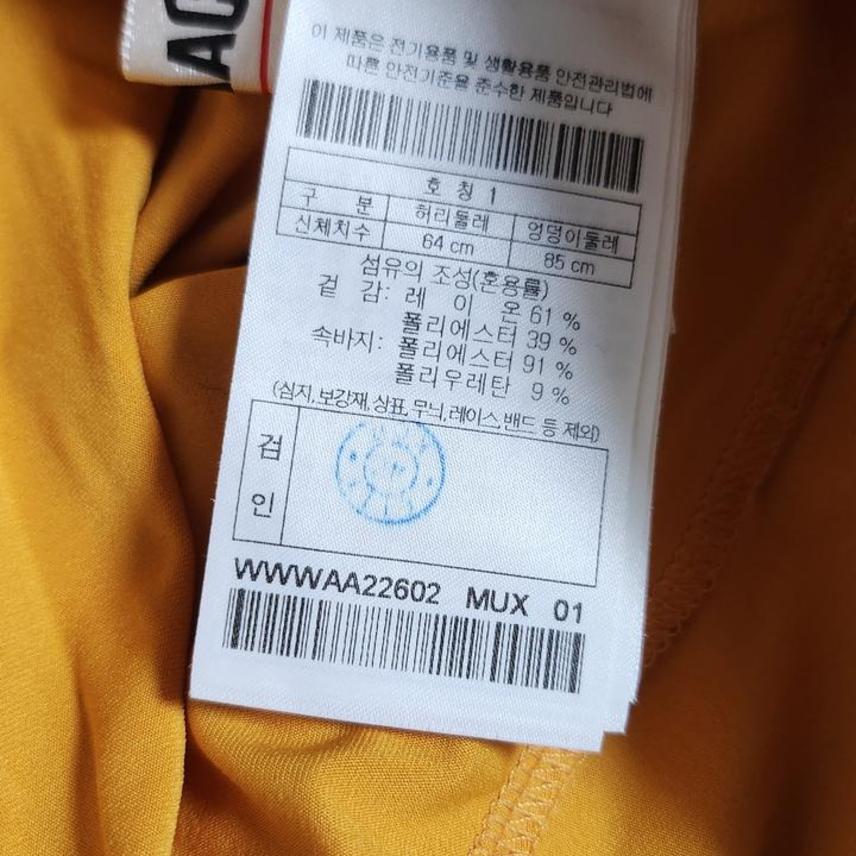 AC
이 제품은 전기용품 및 생활용품 안전관리법에
따른 안전기준을 준수한 제품입니다
호 칭 1
구 분 허리둘레 엉덩이둘레
신체치수 64 cm 85 cm
섬유의 조성(혼용률)
겉 감: 레 이 온 61 %
폴리에스터 39 %
속바지: 폴리에스터 91 %
폴리우레탄 9 %
(심지, 보강재, 상표, 무늬, 레이스, 밴드 등 제외)
검
인
WWWAA22602 MUX 01